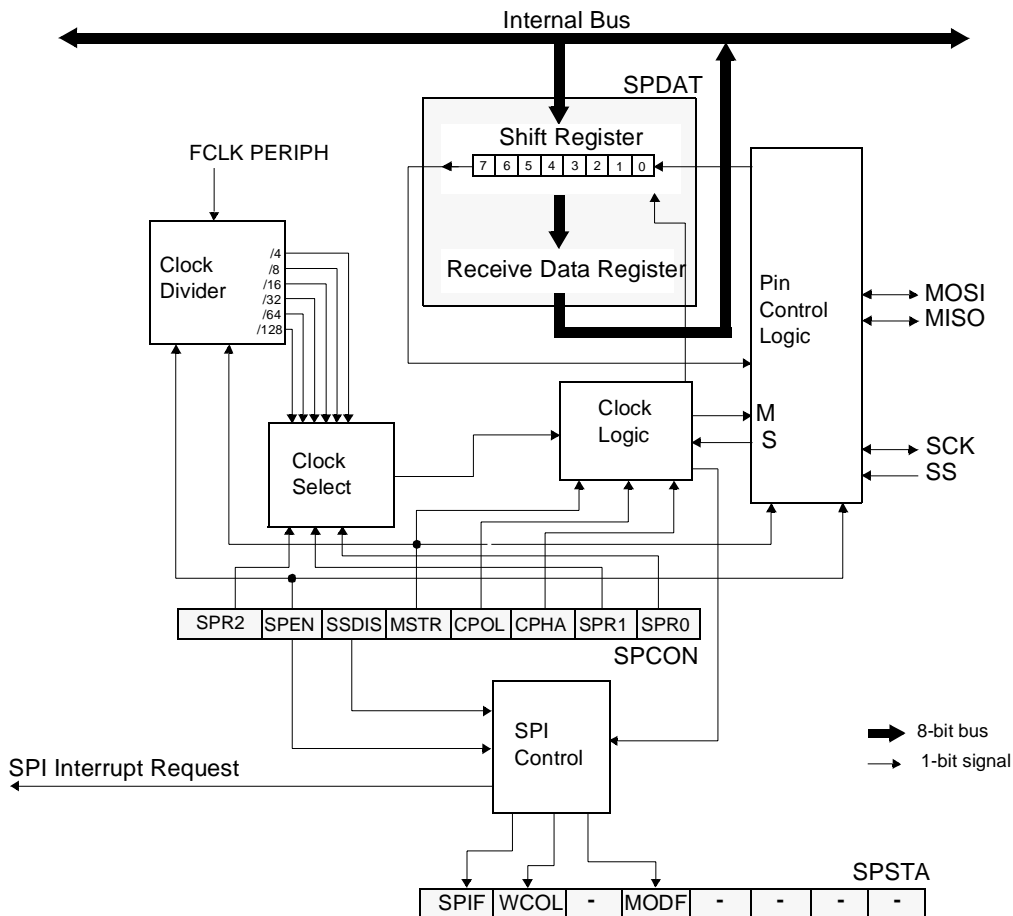 Internal Bus
SPDAT
Shift Register
7 6 5 4 3 2 1 0
FCLK PERIPH
Clock
Divider
/4
/8
/16
/32
/64
/128
Receive Data Register
Pin
Control
Logic
MOSI
MISO
Clock
Logic
M
S
SCK
SS
Clock
Select
SPR2 SPEN SSDIS MSTR CPOL CPHA SPR1 SPR0
SPCON
SPI
Control
8-bit bus
1-bit signal
SPI Interrupt Request
SPSTA
SPIF WCOL - MODF - - - -